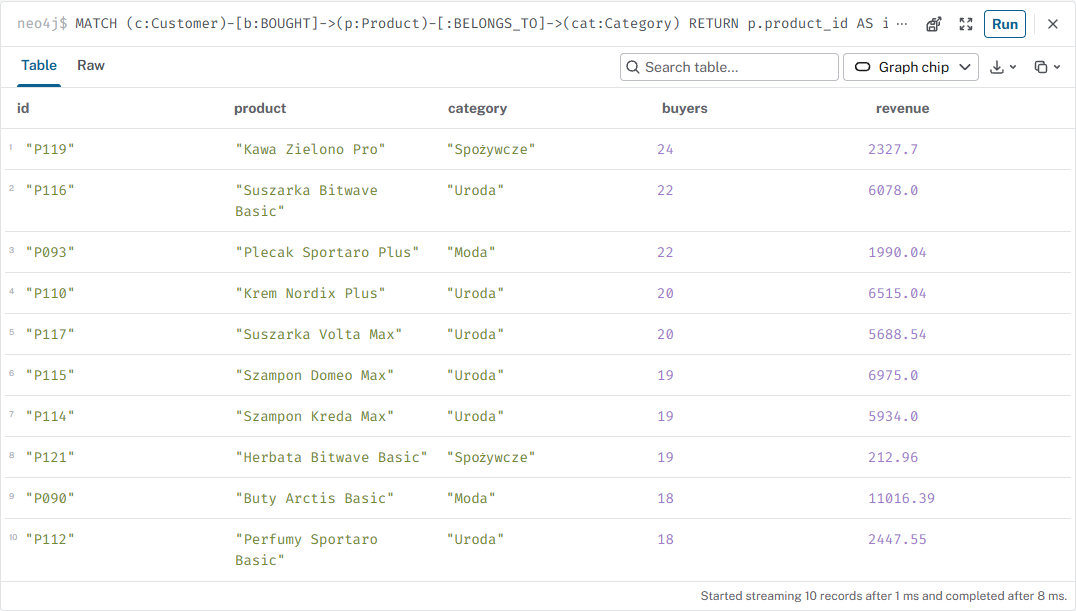 neo4j$ MATCH (c:Customer)-[b:BOUGHT]->(p:Product)-[:BELONGS_TO]->(cat:Category) RETURN p.product_id AS i ...
Run
Table Raw
Search table...
Graph chip
id product category buyers revenue
1 "P119" "Kawa Zielono Pro" "Spożywcze" 24 2327.7
2 "P116" "Suszarka Bitwave "Uroda" 22 6078.0
Basic"
3 "P093" "Plecak Sportaro Plus" "Moda" 22 1990.04
4 "P110" "Krem Nordix Plus" "Uroda" 20 6515.04
5 "P117" "Suszarka Volta Max" "Uroda" 20 5688.54
6 "P115" "Szampon Domeo Max" "Uroda" 19 6975.0
7 "P114" "Szampon Kreda Max" "Uroda" 19 5934.0
8 "P121" "Herbata Bitwave Basic" "Spożywcze" 19 212.96
9 "P090" "Buty Arctis Basic" "Moda" 18 11016.39
10 "P112" "Perfumy Sportaro "Uroda" 18 2447.55
Basic"
Started streaming 10 records after 1 ms and completed after 8 ms.